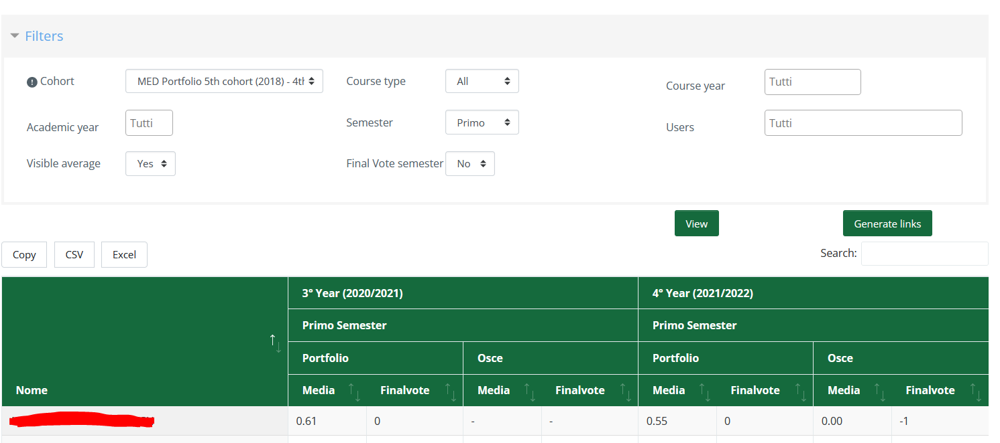 Filters
Cohort MED Portfolio 5th cohort (2018) - 4th Course type All Course year Tutti
Academic year Tutti Semester Primo Users Tutti
Visible average Yes Final Vote semester No
View Generate links
Copy CSV Excel Search:
3° Year (2020/2021) 4° Year (2021/2022)
Primo Semester Primo Semester
Portfolio Osce Portfolio Osce
Nome Media Finalvote Media Finalvote Media Finalvote Media Finalvote
0.61 0 - - 0.55 0 0.00 -1